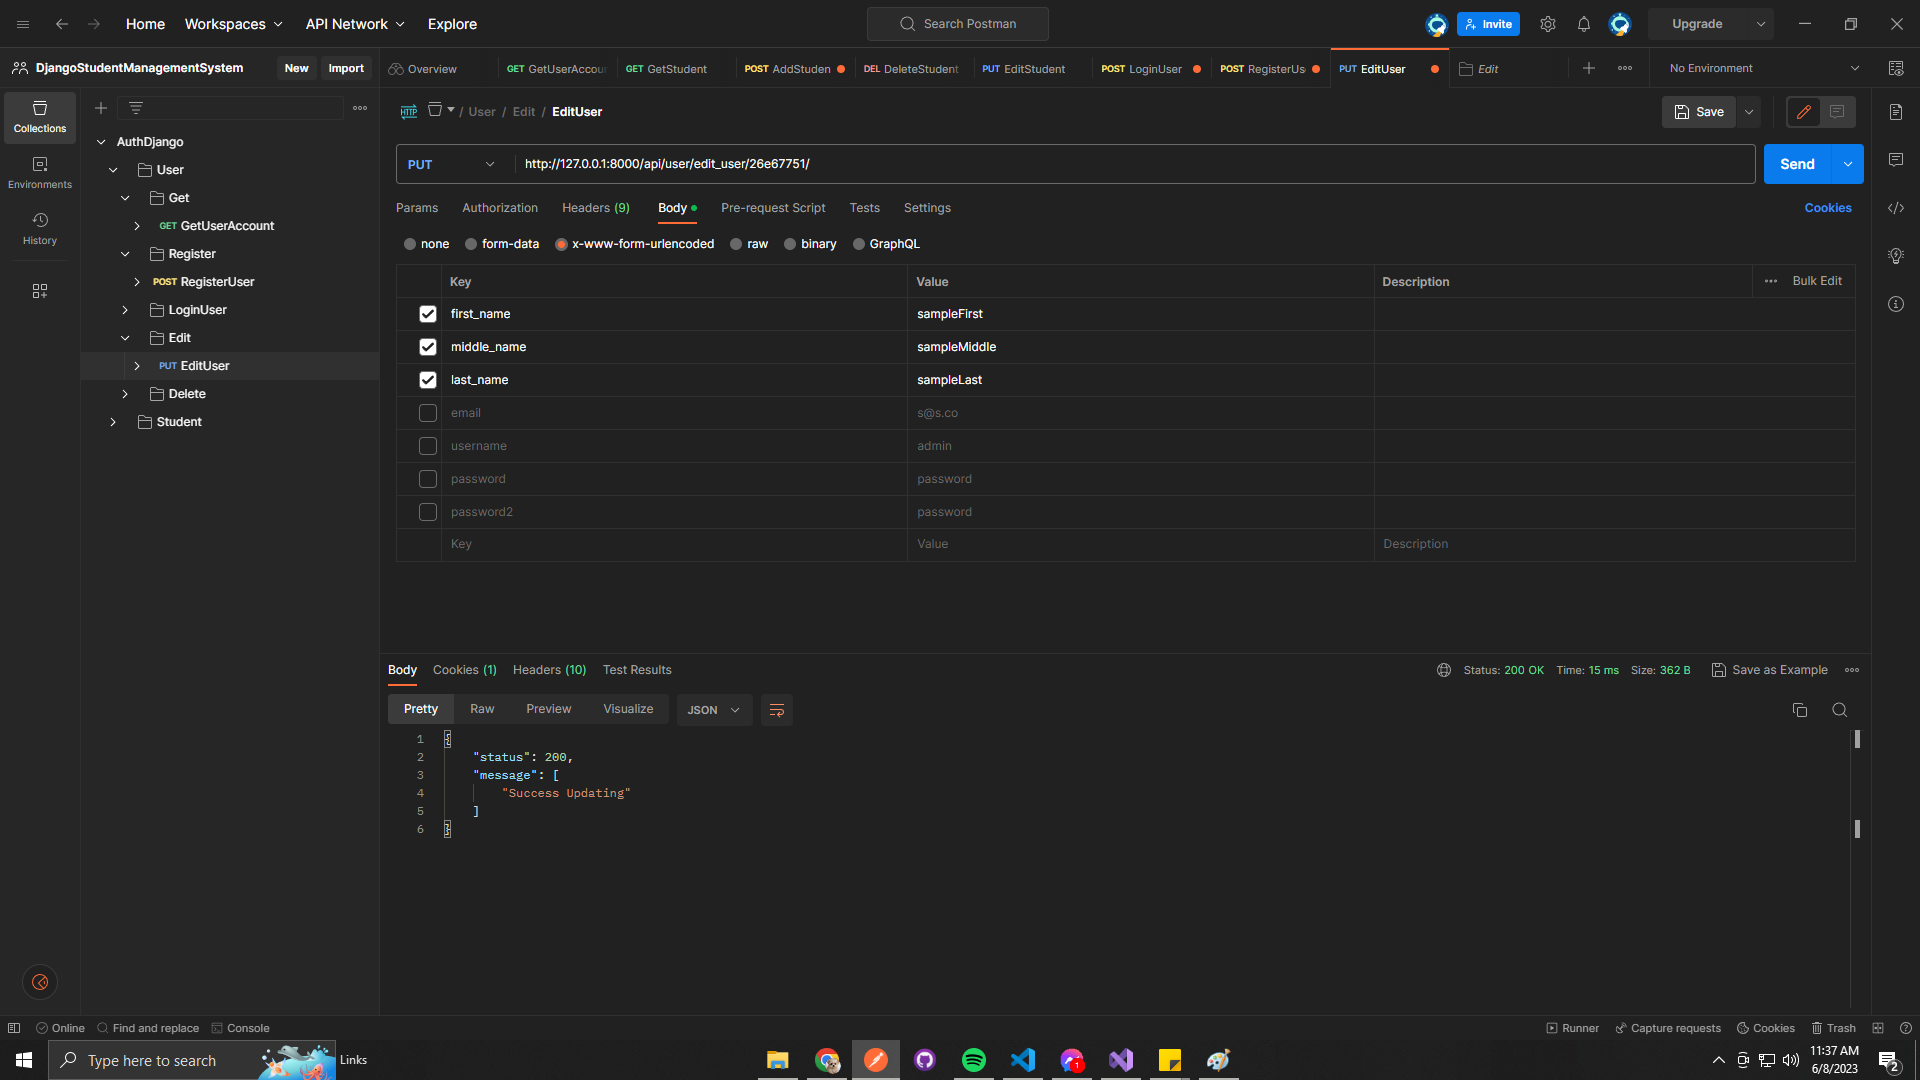 Home Workspaces API Network Explore Search Postman Invite Upgrade
DjangoStudentManagementSystem New Import Overview GET GetUserAccou GET GetStudent POST AddStuden DEL DeleteStudent PUT EditStudent POST LoginUser POST RegisterUs PUT EditUser Edit No Environment
Collections
Environments
History
AuthDjango
User
Get
GET GetUserAccount
Register
POST RegisterUser
LoginUser
Edit
PUT EditUser
Delete
Student
HTTP / User / Edit / EditUser Save
PUT http://127.0.0.1:8000/api/user/edit_user/26e67751/ Send
Params Authorization Headers (9) Body Pre-request Script Tests Settings Cookies
none form-data x-www-form-urlencoded raw binary GraphQL
Key Value Description Bulk Edit
first_name sampleFirst
middle_name sampleMiddle
last_name sampleLast
email s@s.co
username admin
password password
password2 password
Key Value Description
Body Cookies (1) Headers (10) Test Results Status: 200 OK Time: 15 ms Size: 362 B Save as Example
Pretty Raw Preview Visualize JSON
1 {
2 "status": 200,
3 "message": [
4 "Success Updating"
5 ]
6 }
Online Find and replace Console Runner Capture requests Cookies Trash
Type here to search Links 1 11:37 AM
6/8/2023 2